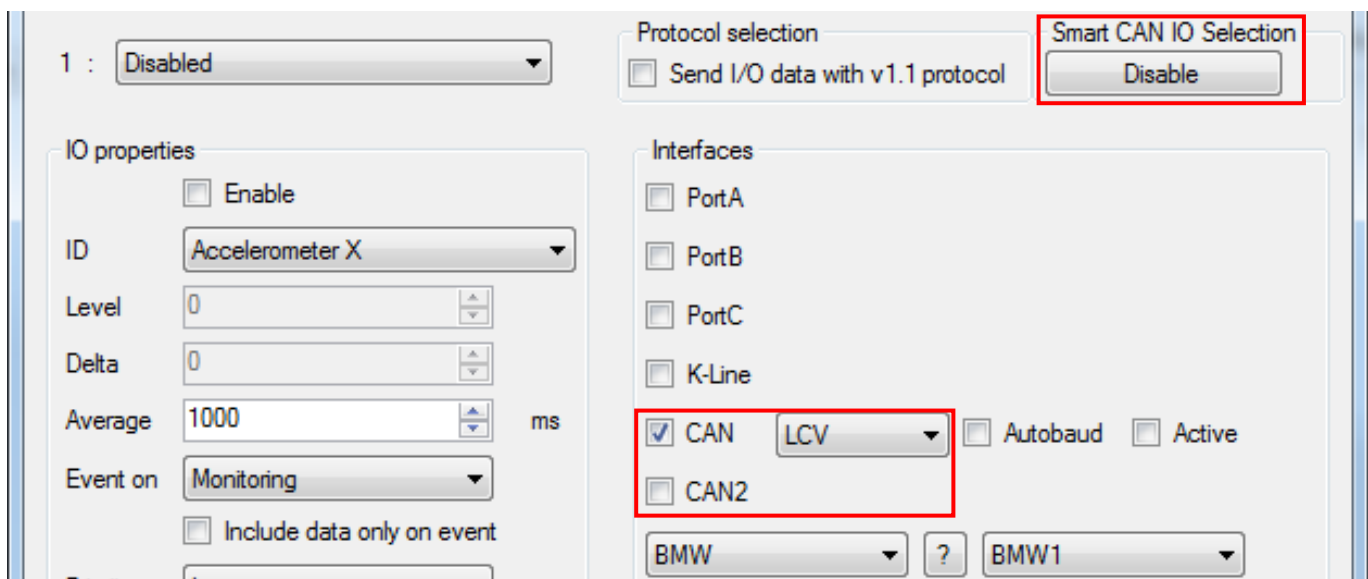 Protocol selection
Smart CAN IO Selection
1 : Disabled
Send I/O data with v1.1 protocol
Disable
IO properties
Interfaces
Enable
PortA
ID Accelerometer X
PortB
Level 0
PortC
Delta 0
K-Line
Average 1000 ms
CAN LCV Autobaud Active
Event on Monitoring
CAN2
Include data only on event
BMW ? BMW1